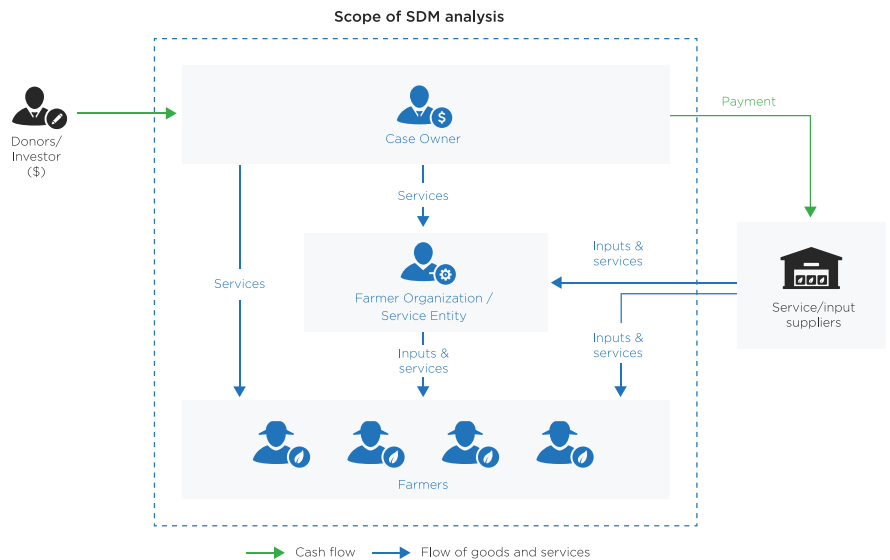 Scope of SDM analysis
Donors/
Investor
($)
$
Case Owner
Payment
Services
Services
Farmer Organization /
Service Entity
Inputs &
services
Service/input
suppliers
Inputs &
services
Inputs &
services
Farmers
Cash flow
Flow of goods and services